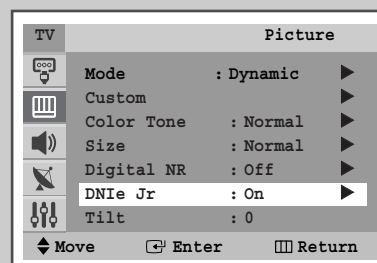 TV Picture
Mode : Dynamic
Custom
Color Tone : Normal
Size : Normal
Digital NR : Off
DNIe Jr : On
Tilt : 0
Move Enter Return